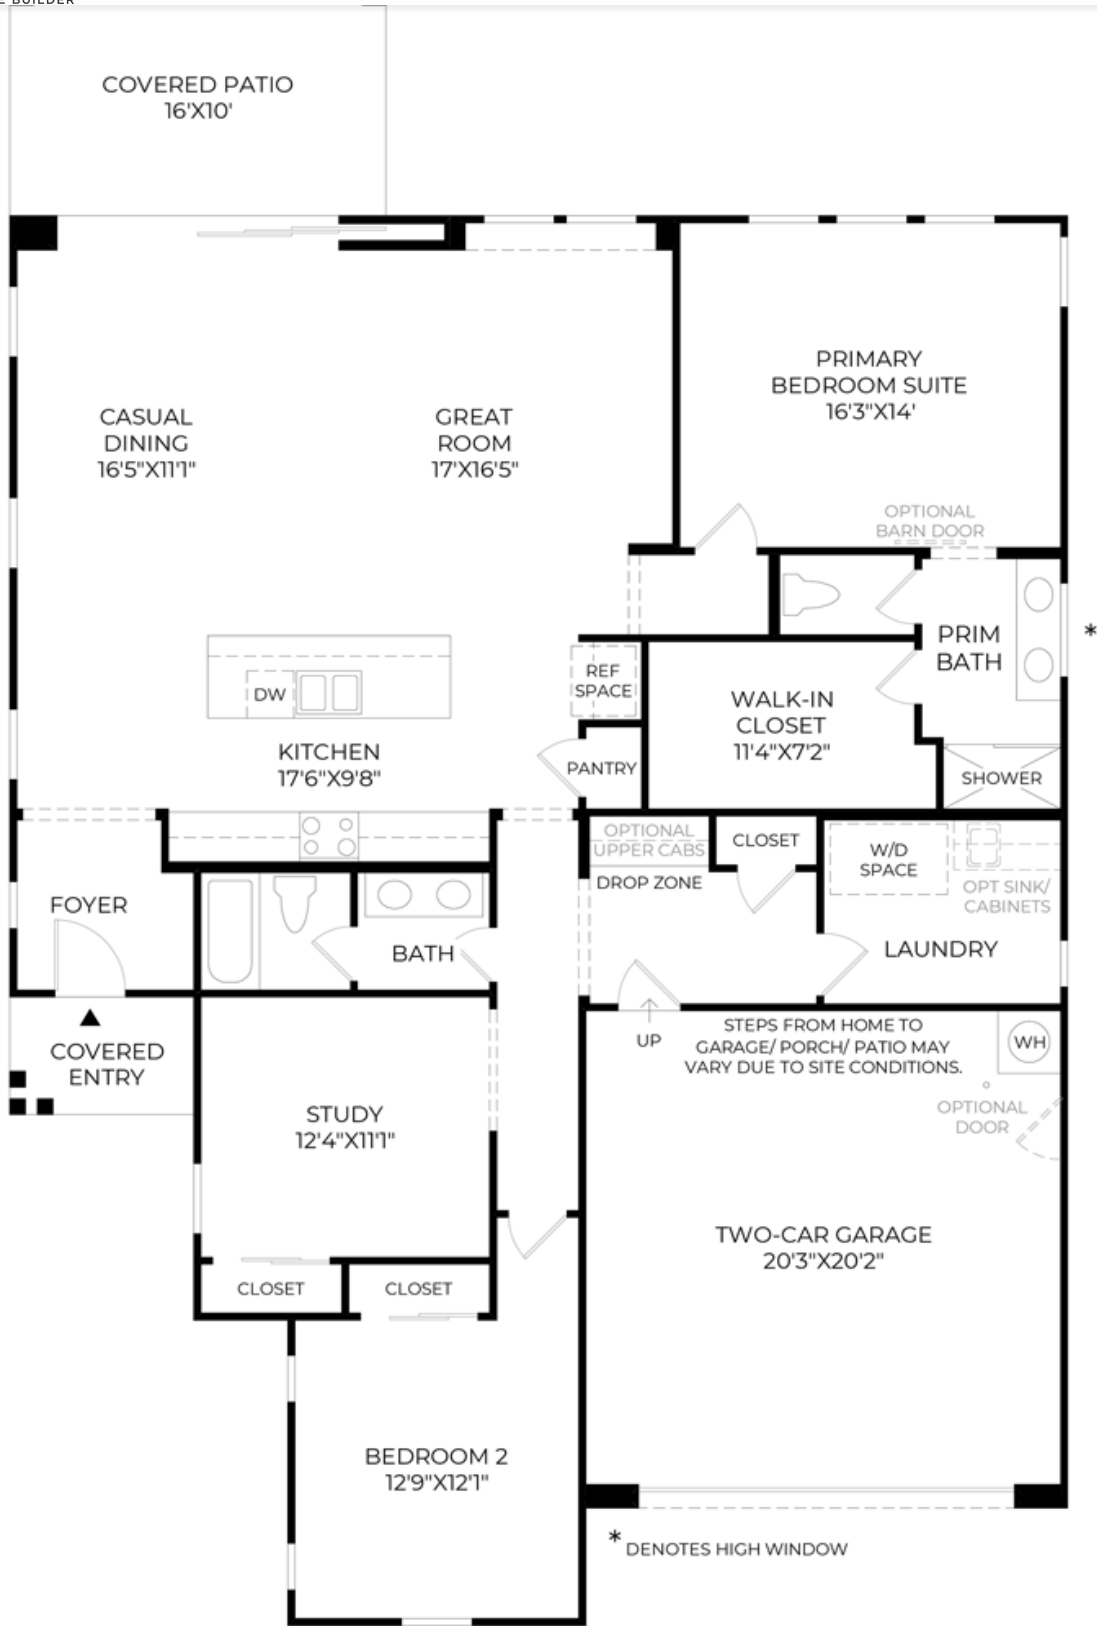 BUILDER
COVERED PATIO
16'X10'
CASUAL
DINING
16'5"X11'1"
GREAT
ROOM
17'X16'5"
PRIMARY
BEDROOM SUITE
16'3"X14'
OPTIONAL
BARN DOOR
PRIM
BATH
*
REF
SPACE
DW
WALK-IN
CLOSET
11'4"X7'2"
KITCHEN
17'6"X9'8"
PANTRY
SHOWER
OPTIONAL
UPPER CABS
DROP ZONE
CLOSET
W/D
SPACE
OPT SINK/
CABINETS
LAUNDRY
FOYER
BATH
COVERED
ENTRY
UP
STEPS FROM HOME TO
GARAGE/ PORCH/ PATIO MAY
VARY DUE TO SITE CONDITIONS.
WH
OPTIONAL
DOOR
STUDY
12'4"X11'1"
TWO-CAR GARAGE
20'3"X20'2"
CLOSET
CLOSET
BEDROOM 2
12'9"X12'1"
* DENOTES HIGH WINDOW